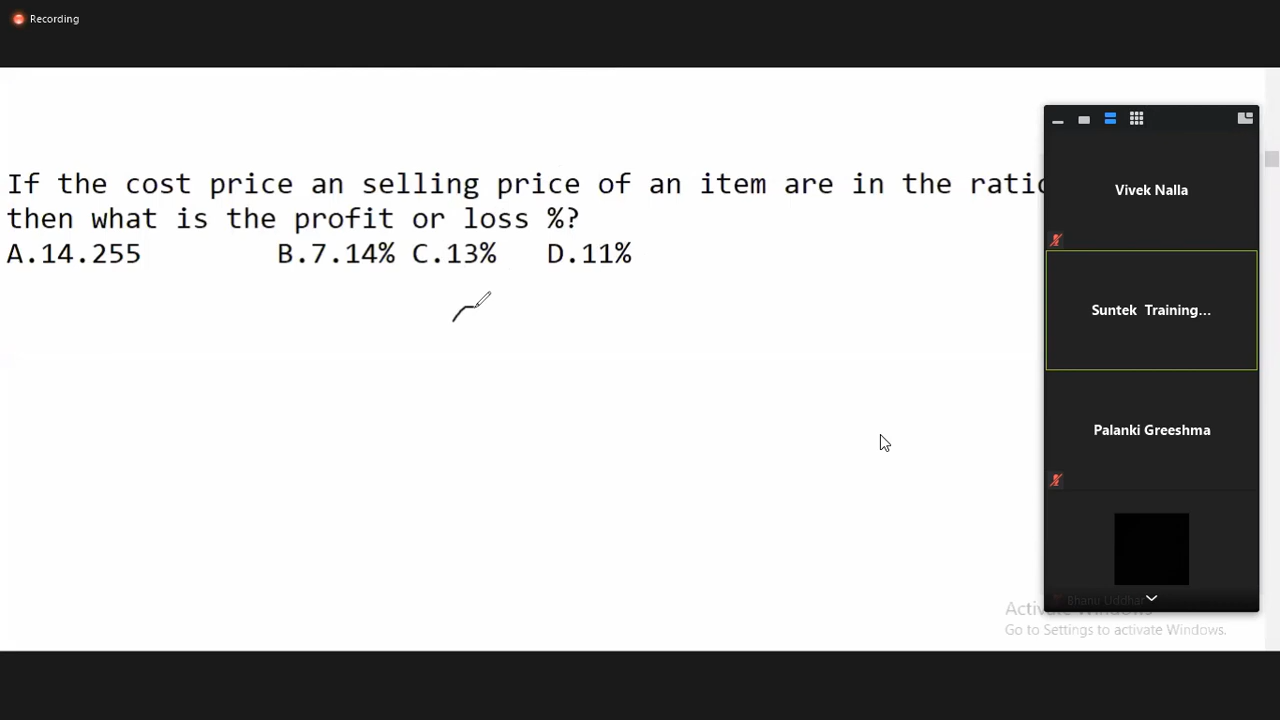 Recording
If the cost price an selling price of an item are in the ratio
then what is the profit or loss %?
A.14.255 B.7.14% C.13% D.11%
Vivek Nalla
Suntek Training...
Palanki Greeshma
Bhanu Uddhar
Activate Windows
Go to Settings to activate Windows.